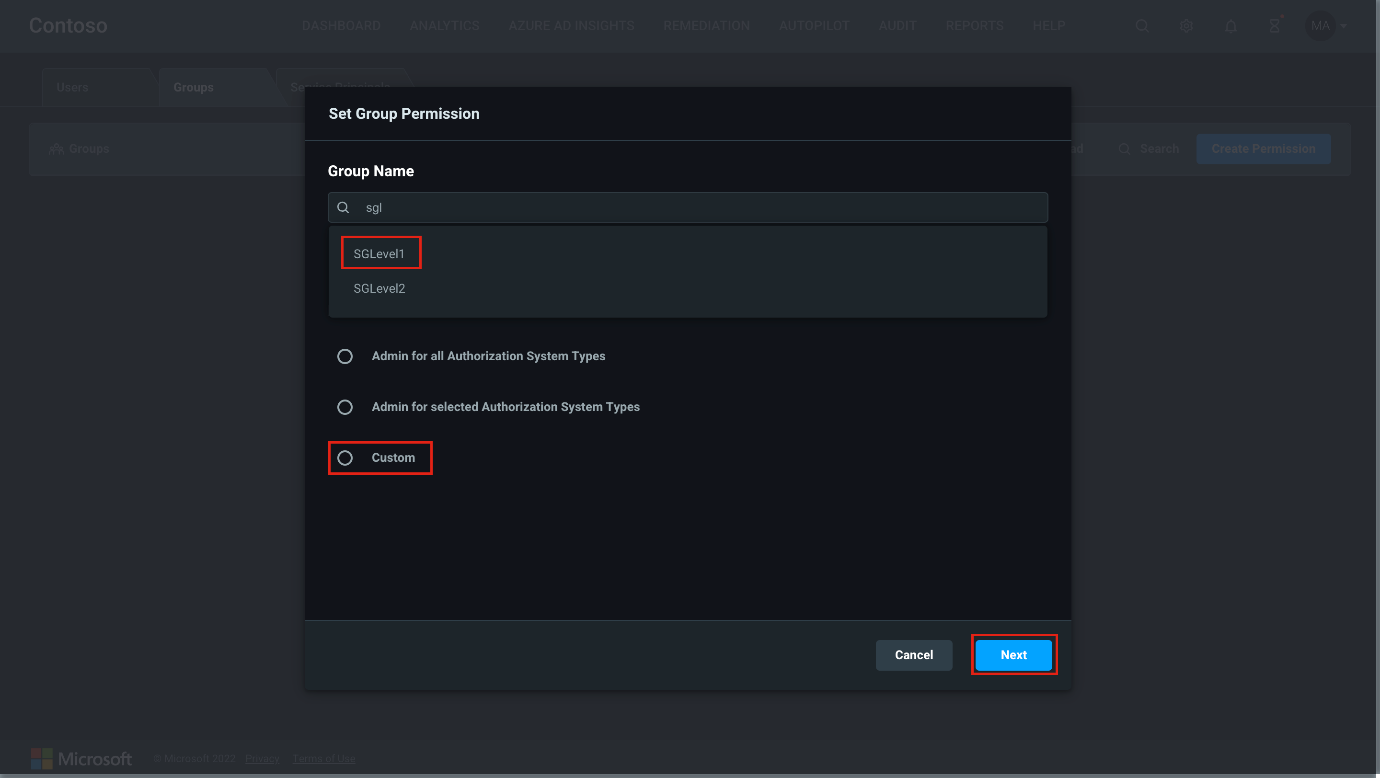 Contoso DASHBOARD ANALYTICS AZURE AD INSIGHTS REMEDIATION AUTOPILOT AUDIT REPORTS HELP MA
Users Groups
Set Group Permission
Groups Search Create Permission
Group Name
sgl
SGLevel1
SGLevel2
Admin for all Authorization System Types
Admin for selected Authorization System Types
Custom
Cancel Next
Microsoft © Microsoft 2022 Privacy Terms of Use